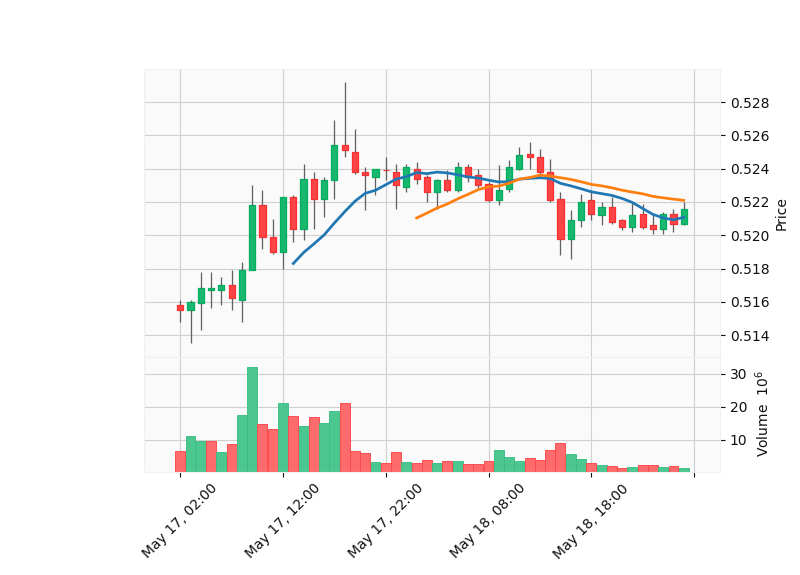 0.528
0.526
0.524
0.522
0.520
0.518
0.516
0.514
Price
30
20
10
Volume 10^6
May 17, 02:00
May 17, 12:00
May 17, 22:00
May 18, 08:00
May 18, 18:00